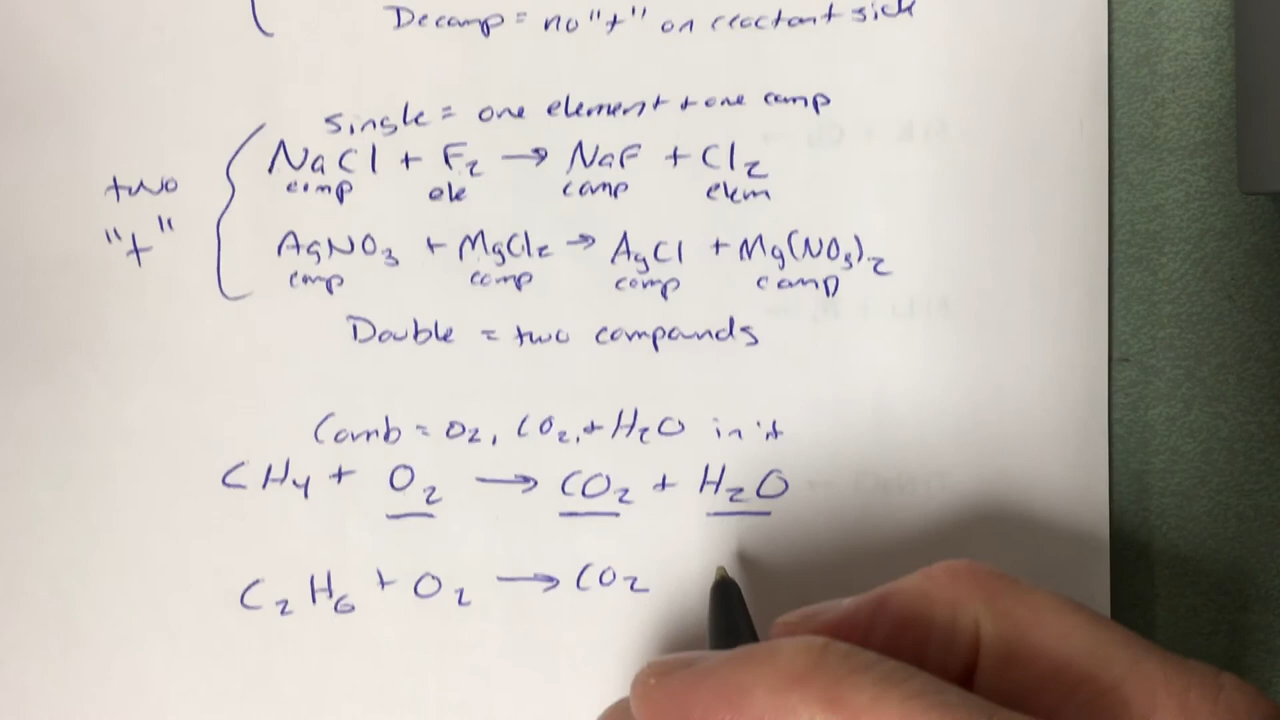 Decomp = no "+" on reactant side
single = one element + one comp
NaCl + F2 → NaF + Cl2
comp ele comp elem
two
"+"
AgNO3 + MgCl2 → AgCl + Mg(NO3)2
comp comp comp comp
Double = two compounds
Comb = O2, CO2, + H2O in it
CH4 + O2 → CO2 + H2O
C2H6 + O2 → CO2